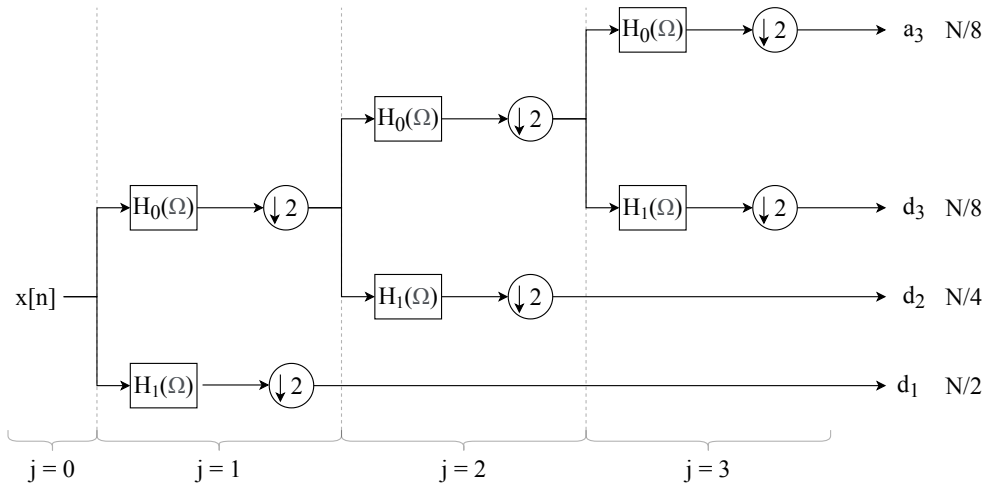 H₀(Ω) ↓2 a₃ N/8
H₀(Ω) ↓2
H₀(Ω) ↓2 H₁(Ω) ↓2 d₃ N/8
x[n] H₁(Ω) ↓2 d₂ N/4
H₁(Ω) ↓2 d₁ N/2
j = 0 j = 1 j = 2 j = 3